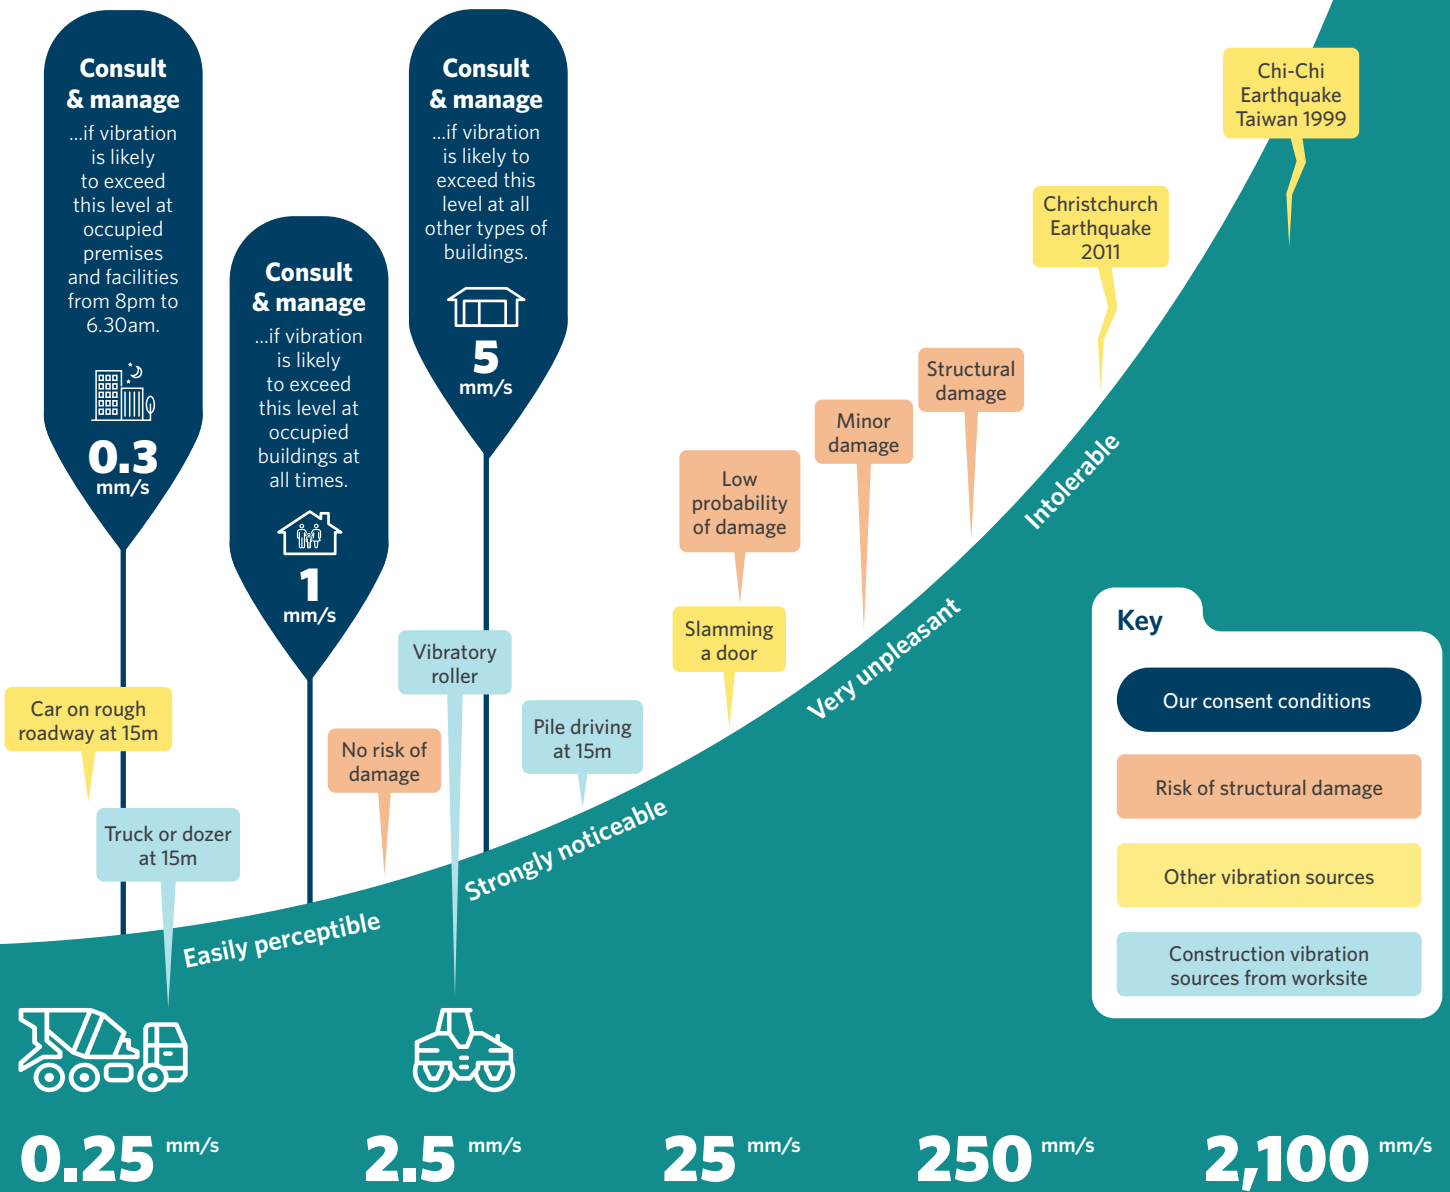 Consult
& manage
...if vibration
is likely
to exceed
this level at
occupied
premises
and facilities
from 8pm to
6.30am.
0.3
mm/s
Consult
& manage
...if vibration
is likely
to exceed
this level at
occupied
buildings at
all times.
1
mm/s
Consult
& manage
...if vibration
is likely to
exceed this
level at all
other types of
buildings.
5
mm/s
Chi-Chi
Earthquake
Taiwan 1999
Christchurch
Earthquake
2011
Structural
damage
Minor
damage
Low
probability
of damage
Slamming
a door
Vibratory
roller
Pile driving
at 15m
Car on rough
roadway at 15m
No risk of
damage
Truck or dozer
at 15m
Easily perceptible
Strongly noticeable
Very unpleasant
Intolerable
Key
Our consent conditions
Risk of structural damage
Other vibration sources
Construction vibration
sources from worksite
0.25 mm/s
2.5 mm/s
25 mm/s
250 mm/s
2,100 mm/s